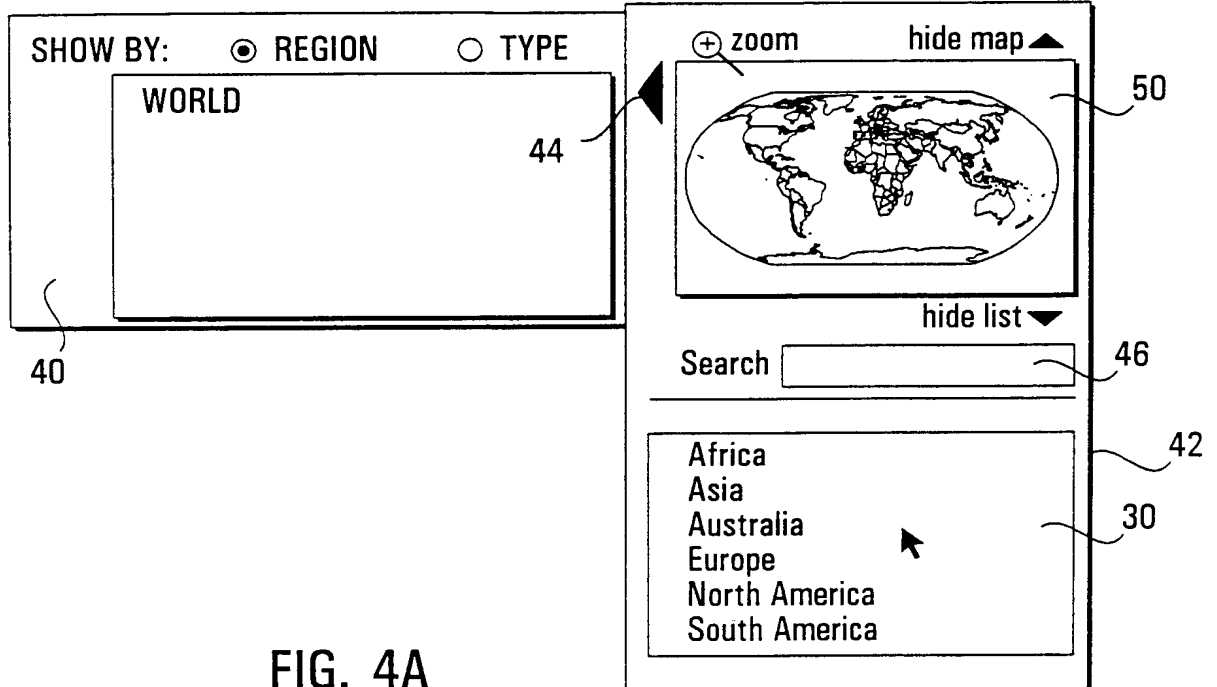 SHOW BY: REGION TYPE
WORLD
44
40
zoom hide map
50
hide list
Search
46
42
Africa
Asia
Australia
Europe
North America
South America
30
FIG. 4A